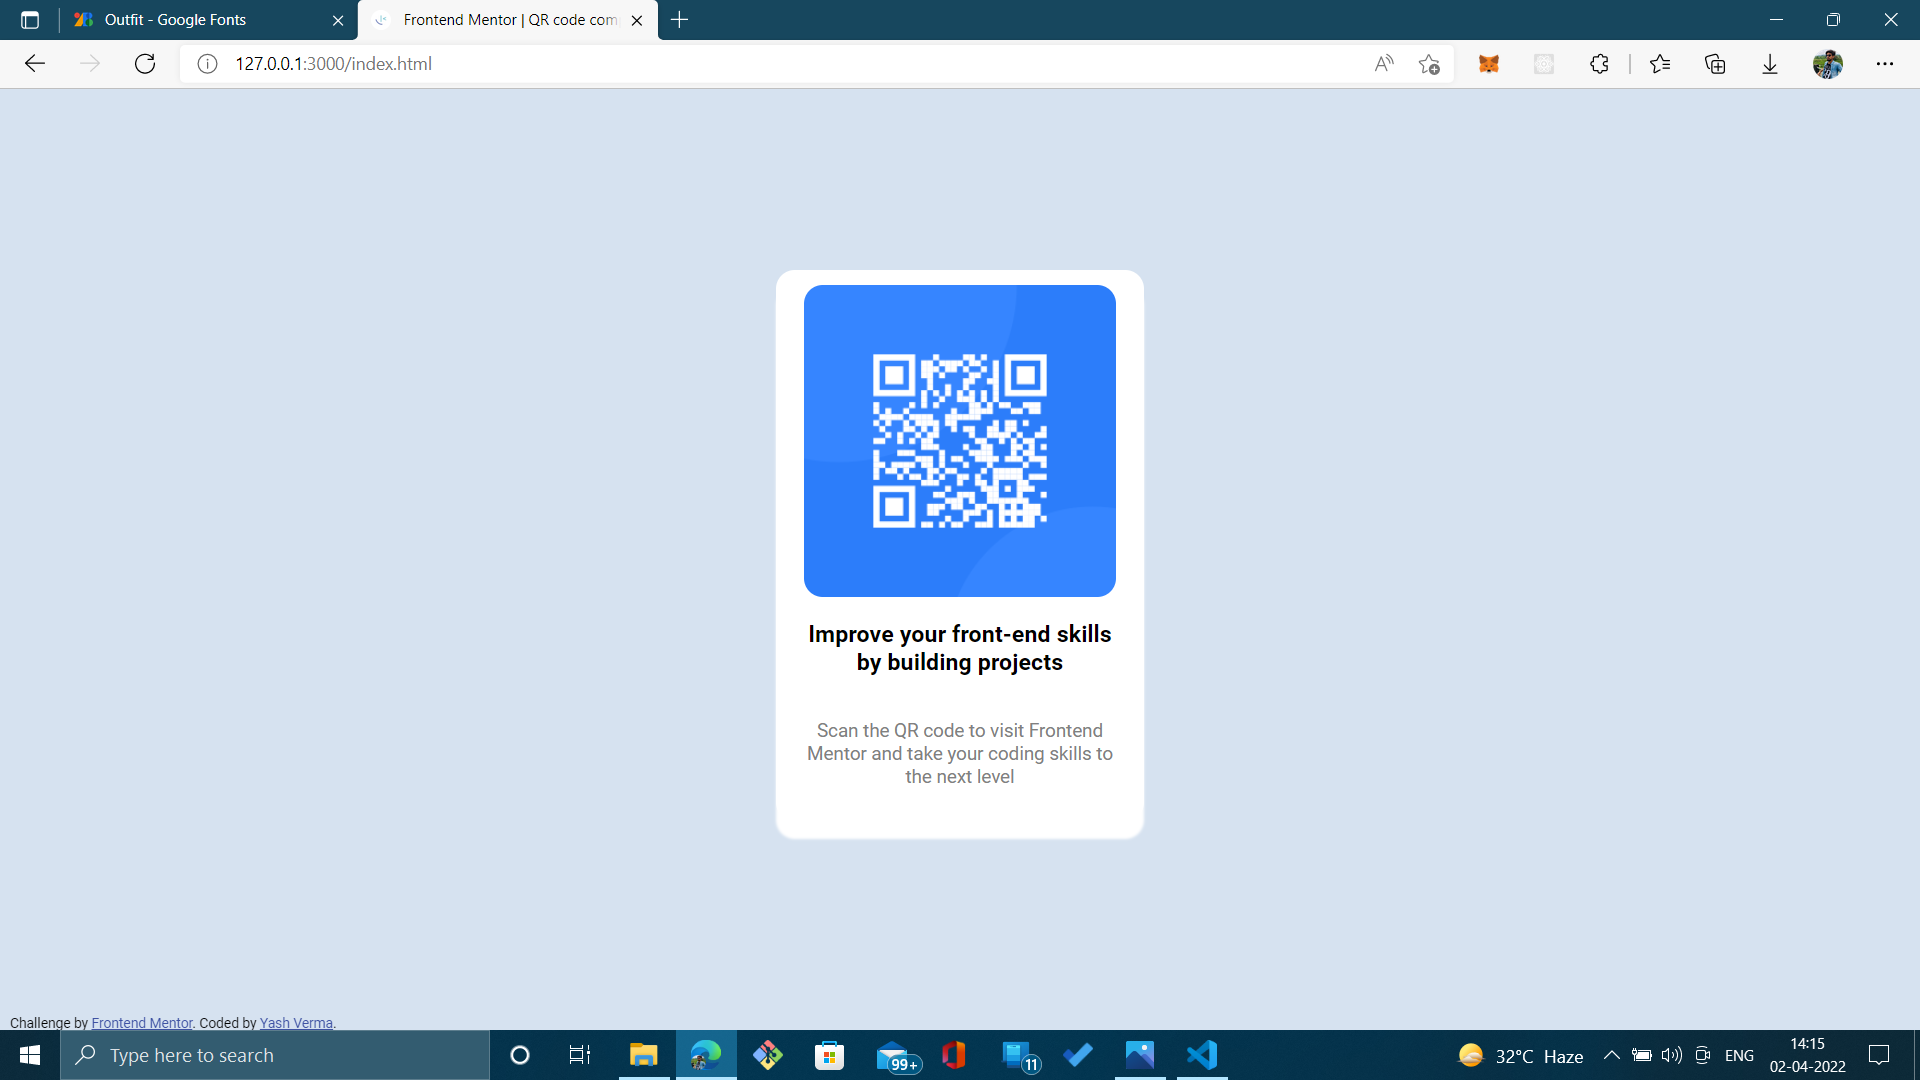 Outfit - Google Fonts
Frontend Mentor | QR code com
127.0.0.1:3000/index.html
Improve your front-end skills
by building projects
Scan the QR code to visit Frontend
Mentor and take your coding skills to
the next level
Challenge by Frontend Mentor. Coded by Yash Verma.
Type here to search
99+
11
32°C Haze
ENG
14:15
02-04-2022